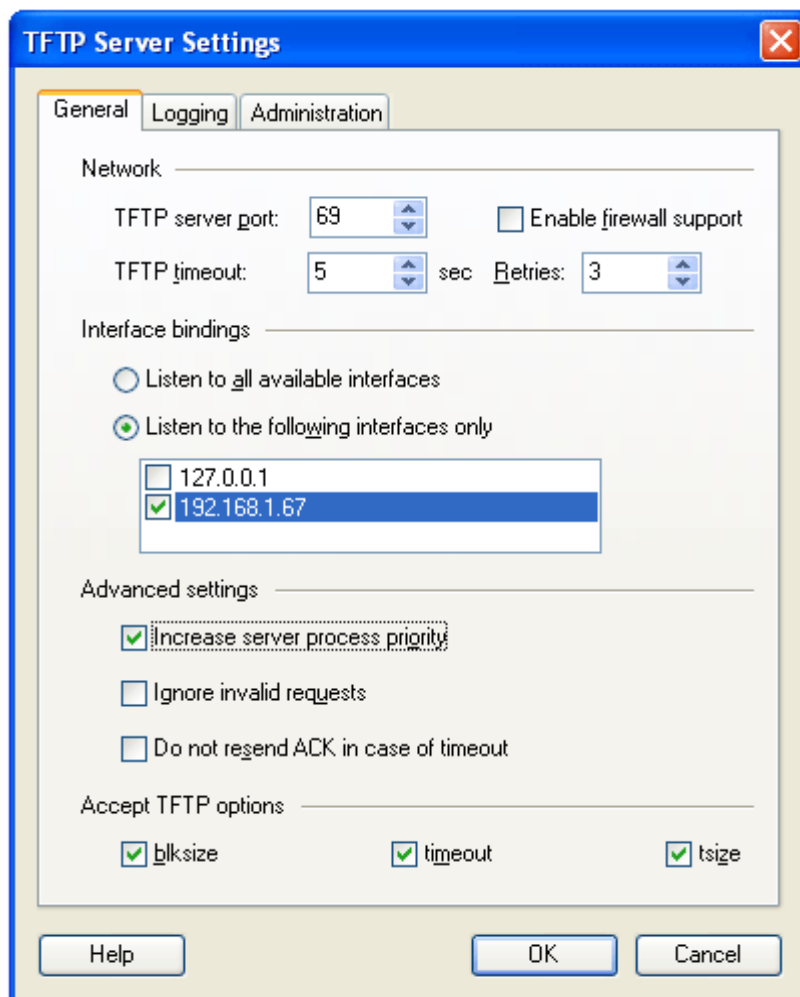 TFTP Server Settings
General Logging Administration
Network
TFTP server port: 69 Enable firewall support
TFTP timeout: 5 sec Retries: 3
Interface bindings
Listen to all available interfaces
Listen to the following interfaces only
127.0.0.1
192.168.1.67
Advanced settings
Increase server process priority
Ignore invalid requests
Do not resend ACK in case of timeout
Accept TFTP options
blksize timeout tsize
Help OK Cancel